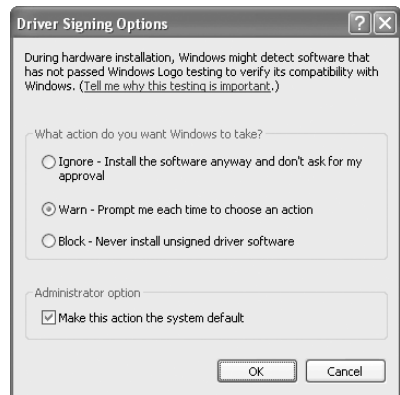 Driver Signing Options
During hardware installation, Windows might detect software that
has not passed Windows Logo testing to verify its compatibility with
Windows. (Tell me why this testing is important.)
What action do you want Windows to take?
Ignore - Install the software anyway and don't ask for my
approval
Warn - Prompt me each time to choose an action
Block - Never install unsigned driver software
Administrator option
Make this action the system default
OK
Cancel